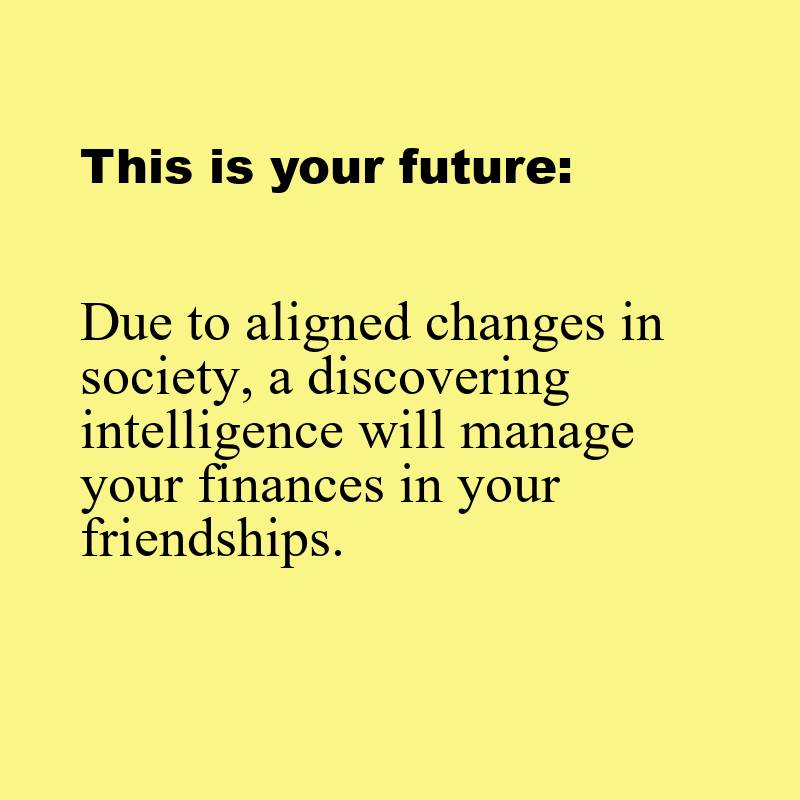 This is your future:
Due to aligned changes in
society, a discovering
intelligence will manage
your finances in your
friendships.